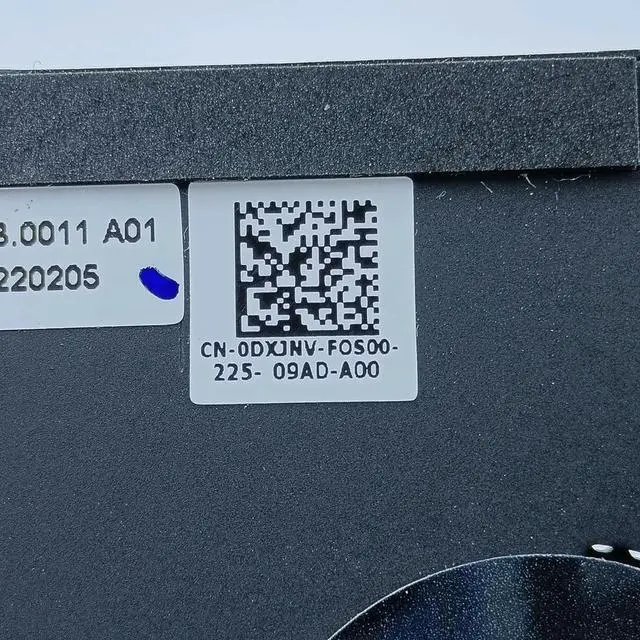 3.0011 A01
220205
CN-0DXJNV-FOS00-
225- 09AD-A00